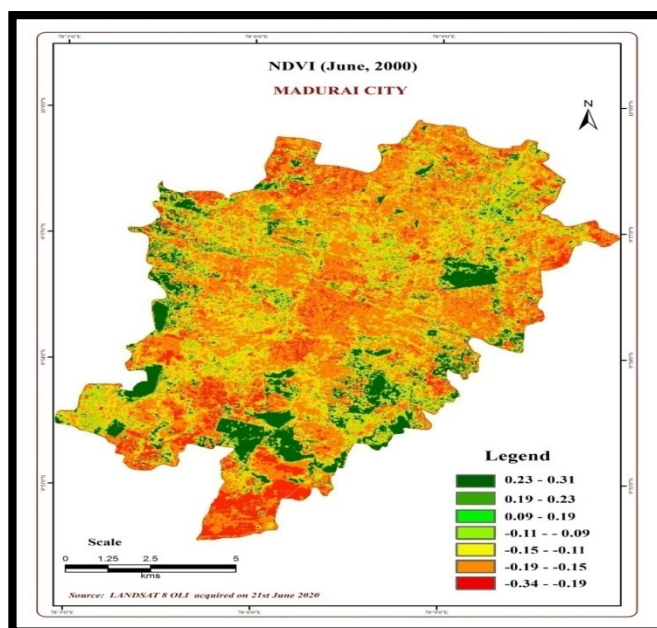 NDVI (June, 2000)
MADURAI CITY
N
Legend
0.23 - 0.31
0.19 - 0.23
0.09 - 0.19
-0.11 - -0.09
-0.15 - -0.11
-0.19 - -0.15
-0.34 - -0.19
Scale
0 1.25 2.5 5
kms
Source: LANDSAT 8 OLI acquired on 21st June 2020